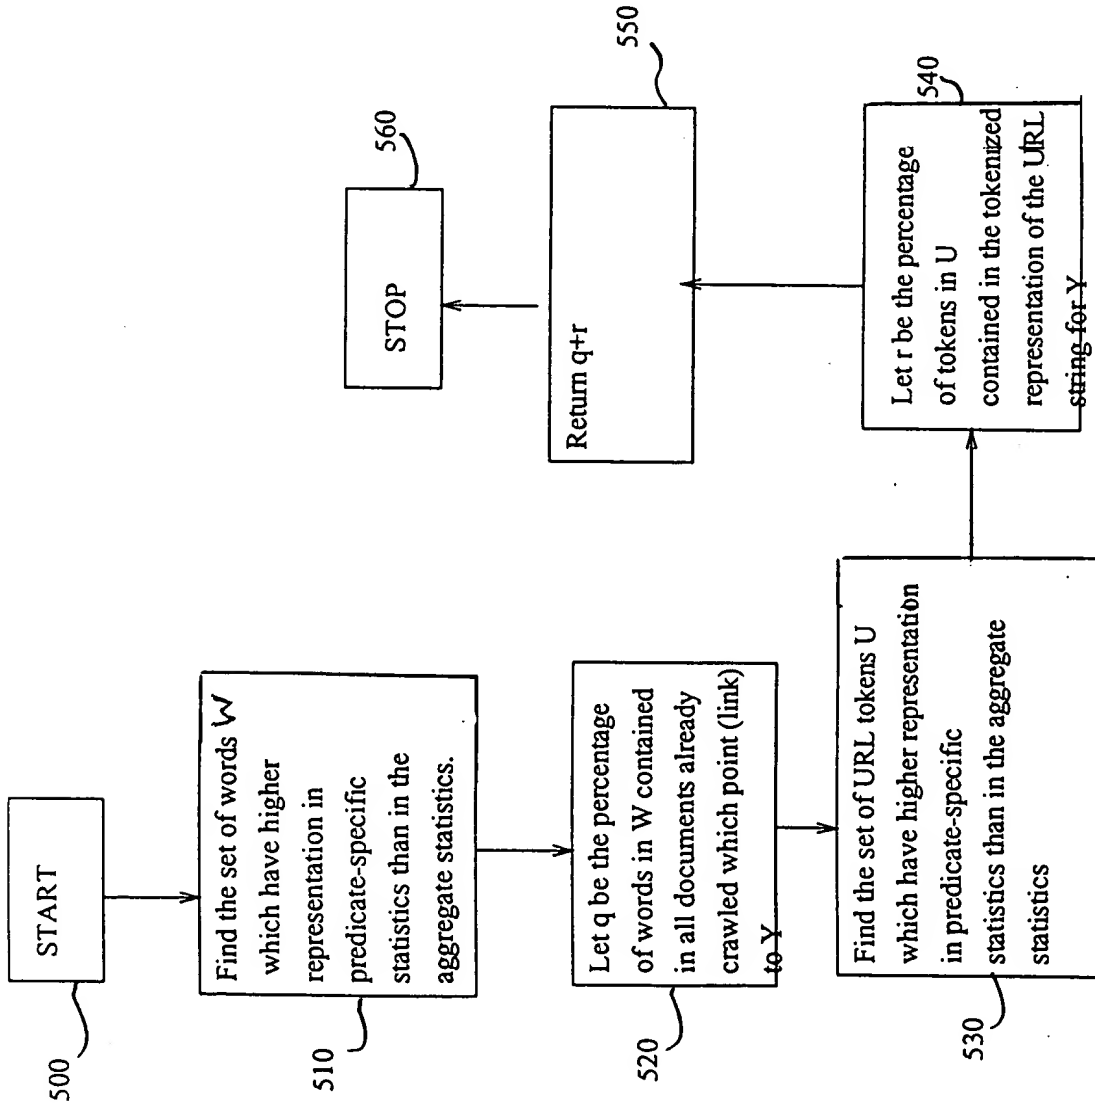 START
500
Find the set of words W
which have higher
representation in
predicate-specific
statistics than in the
aggregate statistics.
510
Let q be the percentage
of words in W contained
in all documents already
crawled which point (link)
to Y
520
Find the set of URL tokens U
which have higher representation
in predicate-specific
statistics than in the aggregate
statistics
530
Let r be the percentage
of tokens in U
contained in the tokenized
representation of the URL
string for Y
540
Return q+r
550
STOP
560